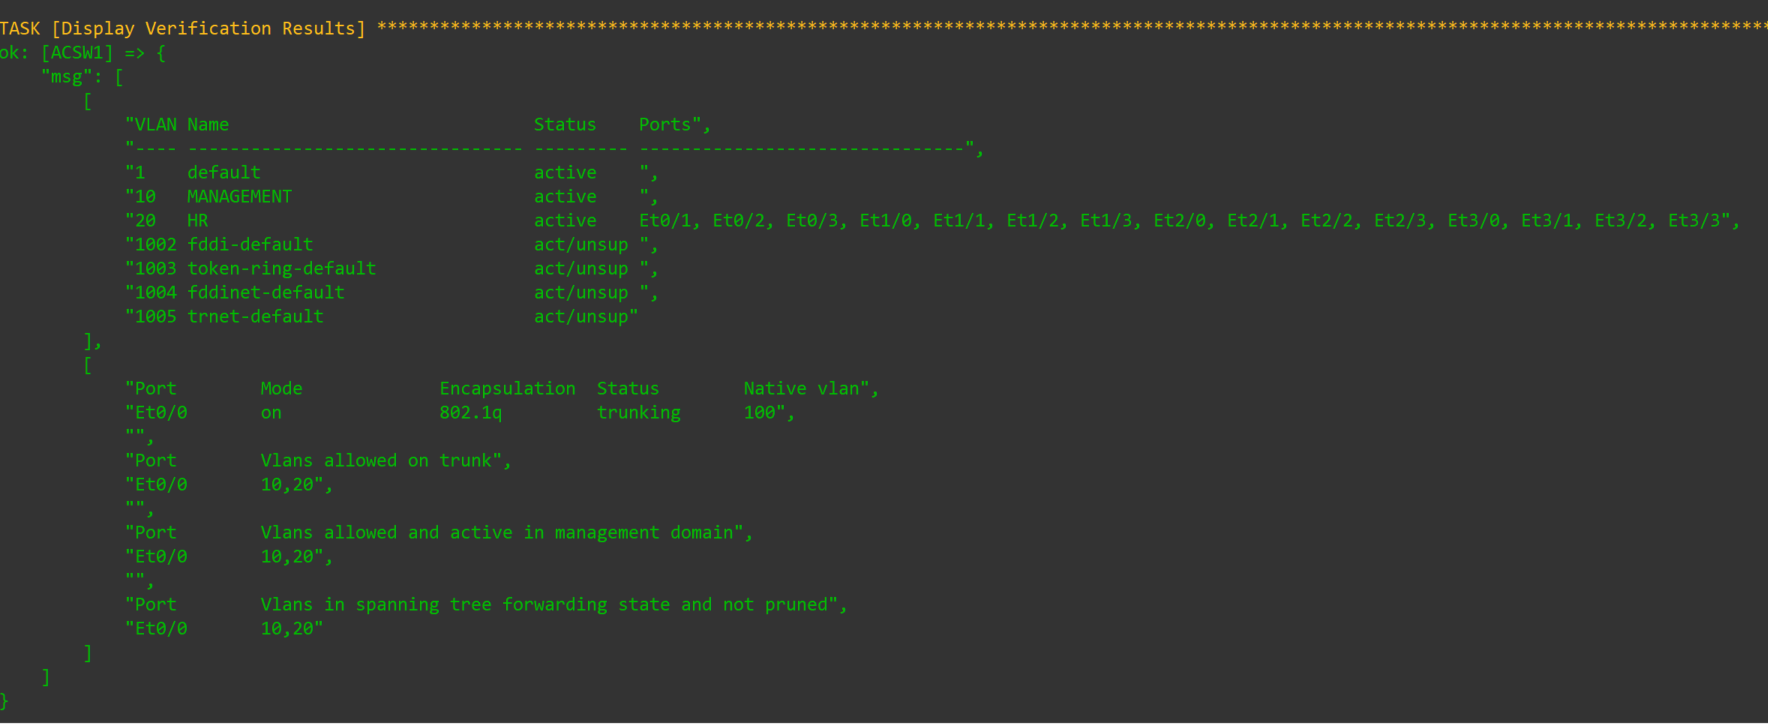 TASK [Display Verification Results] *************************************************************************************************************************************
ok: [ACSW1] => {
    "msg": [
        [
            "VLAN Name                             Status    Ports",
            "---- -------------------------------- --------- -------------------------------",
            "1    default                          active    ",
            "10   MANAGEMENT                       active    ",
            "20   HR                               active    Et0/1, Et0/2, Et0/3, Et1/0, Et1/1, Et1/2, Et1/3, Et2/0, Et2/1, Et2/2, Et2/3, Et3/0, Et3/1, Et3/2, Et3/3",
            "1002 fddi-default                     act/unsup ",
            "1003 token-ring-default               act/unsup ",
            "1004 fddinet-default                  act/unsup ",
            "1005 trnet-default                    act/unsup"
        ],
        [
            "Port        Mode             Encapsulation  Status        Native vlan",
            "Et0/0       on               802.1q         trunking      100",
            "",
            "Port        Vlans allowed on trunk",
            "Et0/0       10,20",
            "",
            "Port        Vlans allowed and active in management domain",
            "Et0/0       10,20",
            "",
            "Port        Vlans in spanning tree forwarding state and not pruned",
            "Et0/0       10,20"
        ]
    ]
}